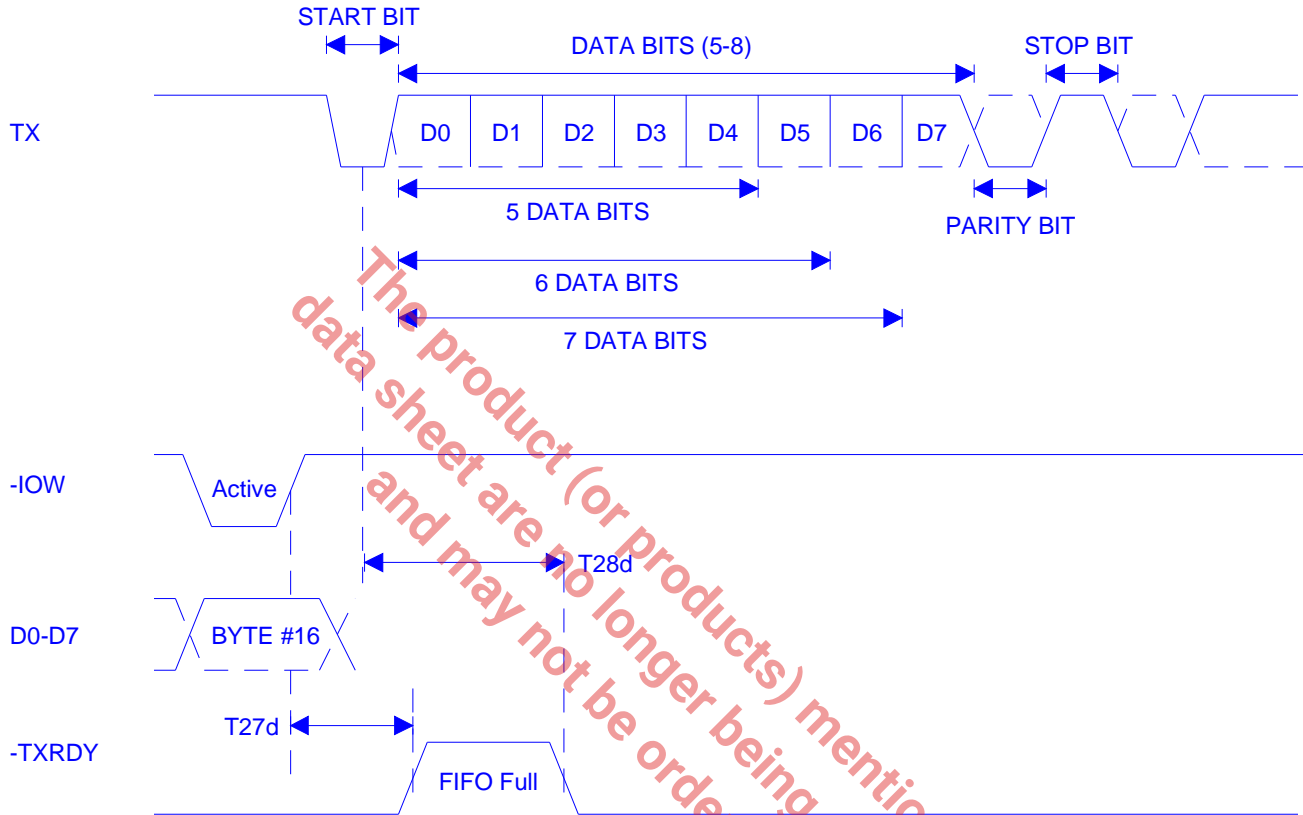 START BIT
DATA BITS (5-8)
STOP BIT
TX
D0 D1 D2 D3 D4 D5 D6 D7
5 DATA BITS
PARITY BIT
6 DATA BITS
7 DATA BITS
-IOW
Active
T28d
D0-D7
BYTE #16
T27d
-TXRDY
FIFO Full
The product (or products) mentio
data sheet are no longer being
and may not be orde